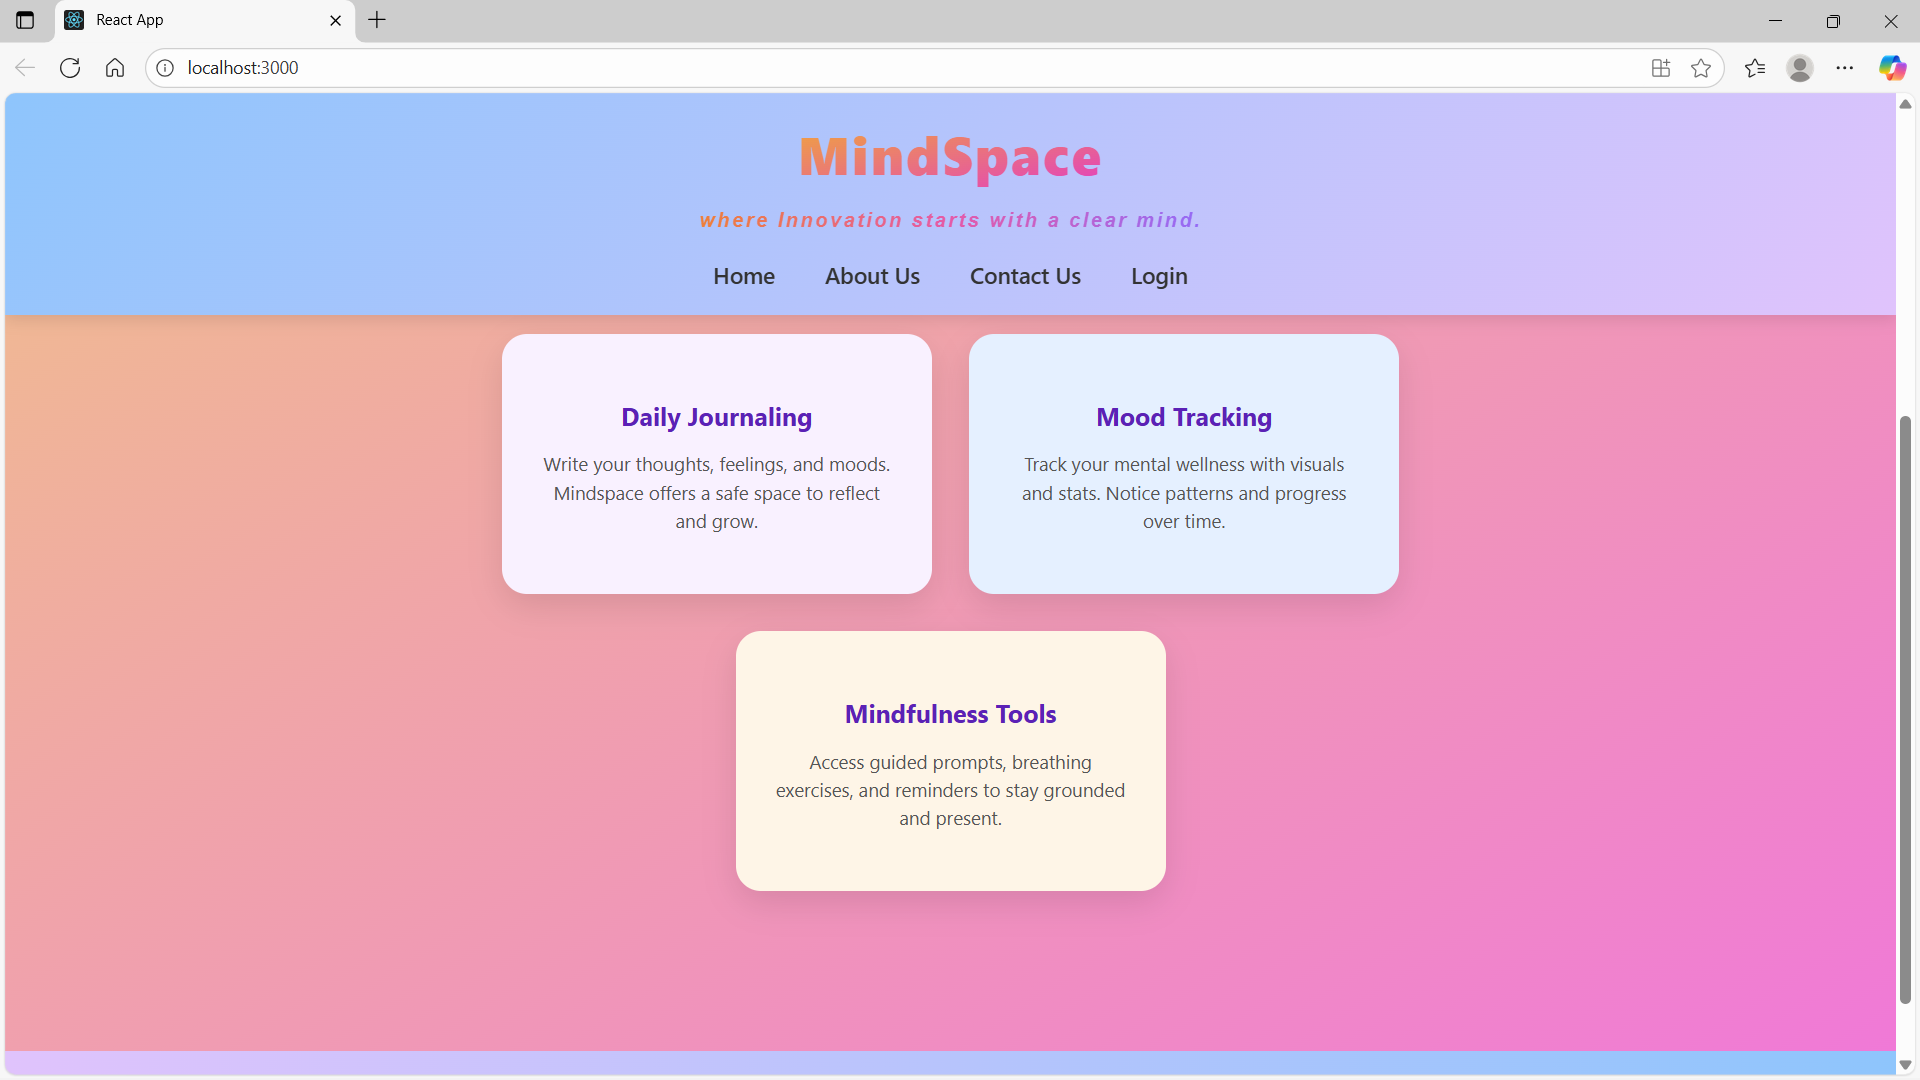 React App
localhost:3000
MindSpace
where Innovation starts with a clear mind.
Home About Us Contact Us Login
Daily Journaling
Write your thoughts, feelings, and moods.
Mindspace offers a safe space to reflect
and grow.
Mood Tracking
Track your mental wellness with visuals
and stats. Notice patterns and progress
over time.
Mindfulness Tools
Access guided prompts, breathing
exercises, and reminders to stay grounded
and present.